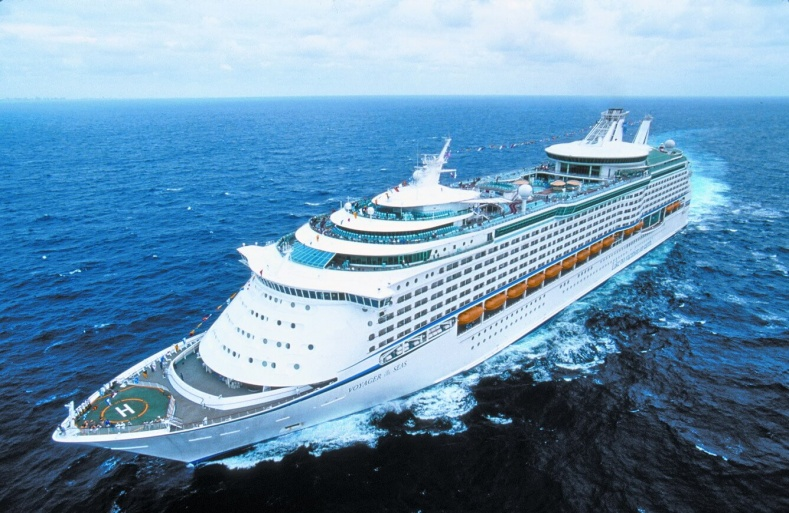 H
VOYAGER OF THE SEAS